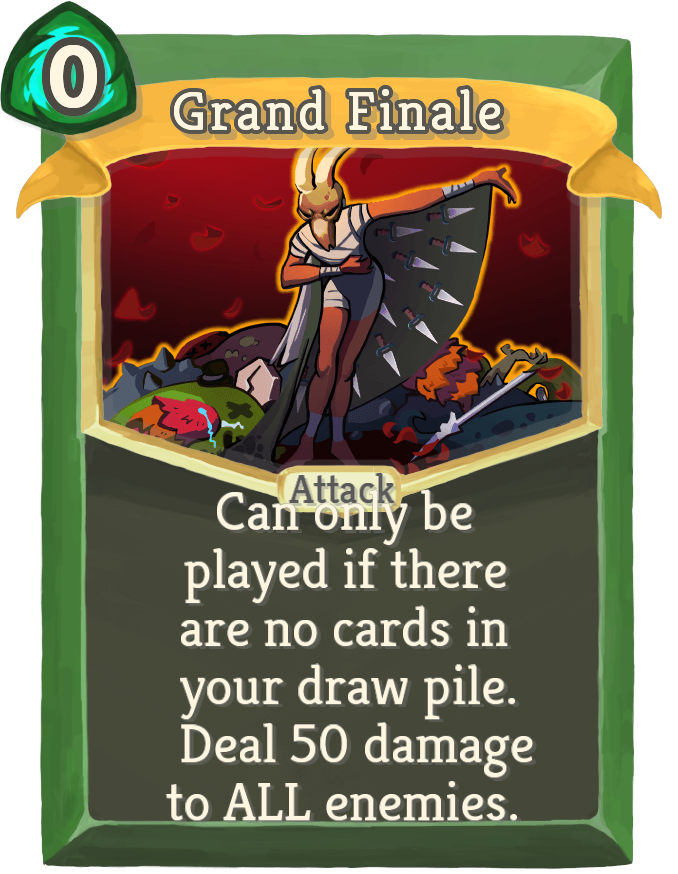 0
Grand Finale
Attack
Can only be
played if there
are no cards in
your draw pile.
Deal 50 damage
to ALL enemies.